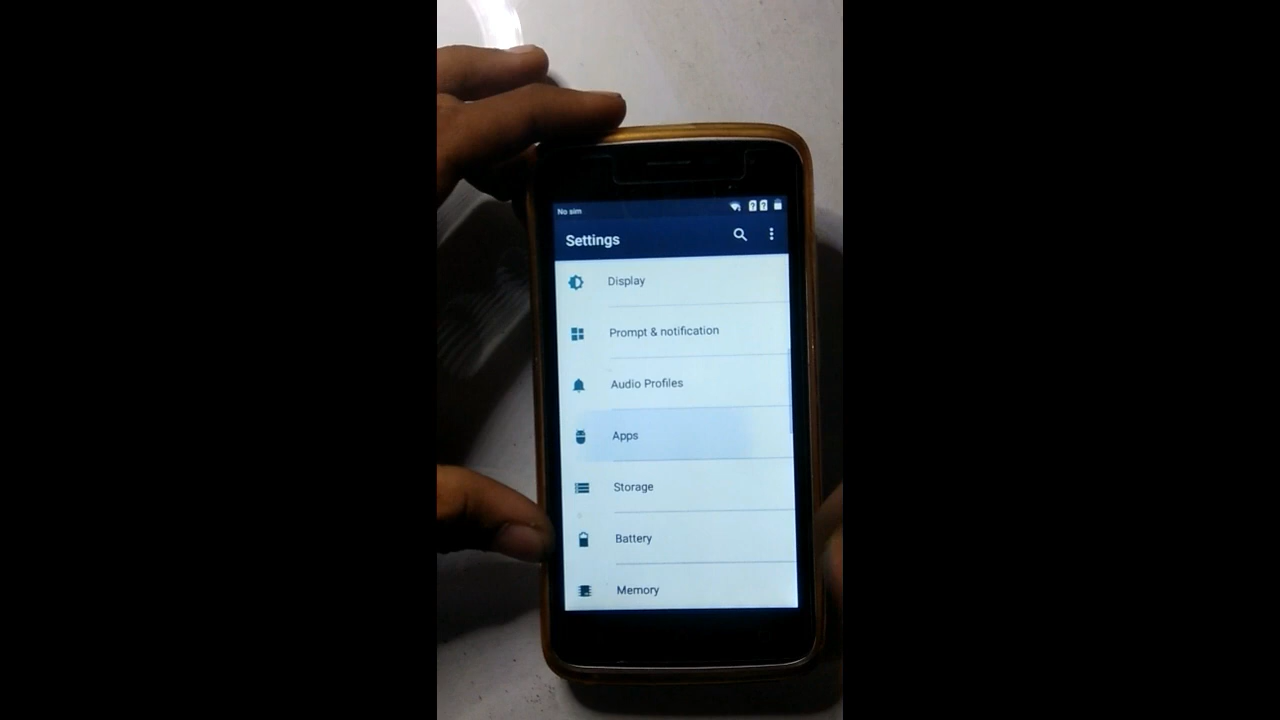 No sim
Settings
Display
Prompt & notification
Audio Profiles
Apps
Storage
Battery
Memory